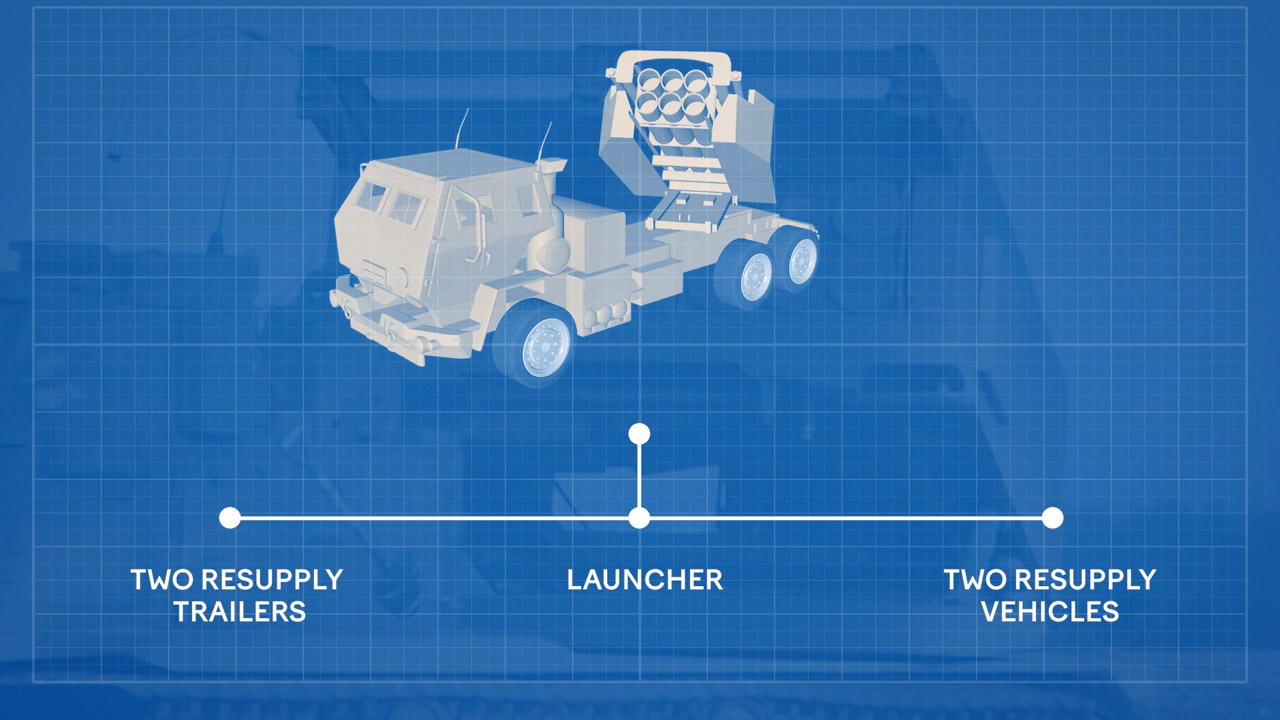 TWO RESUPPLY
TRAILERS
LAUNCHER
TWO RESUPPLY
VEHICLES